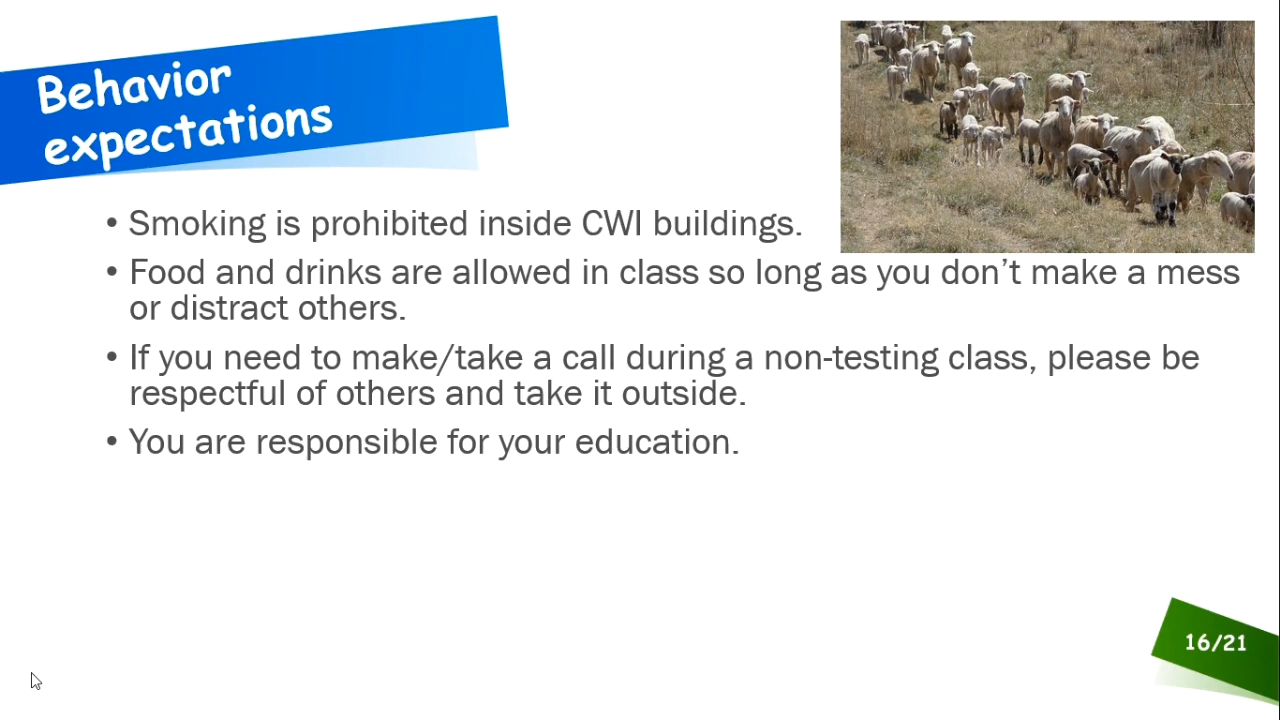 Behavior
expectations
• Smoking is prohibited inside CWI buildings.
• Food and drinks are allowed in class so long as you don’t make a mess
or distract others.
• If you need to make/take a call during a non-testing class, please be
respectful of others and take it outside.
• You are responsible for your education.
16/21